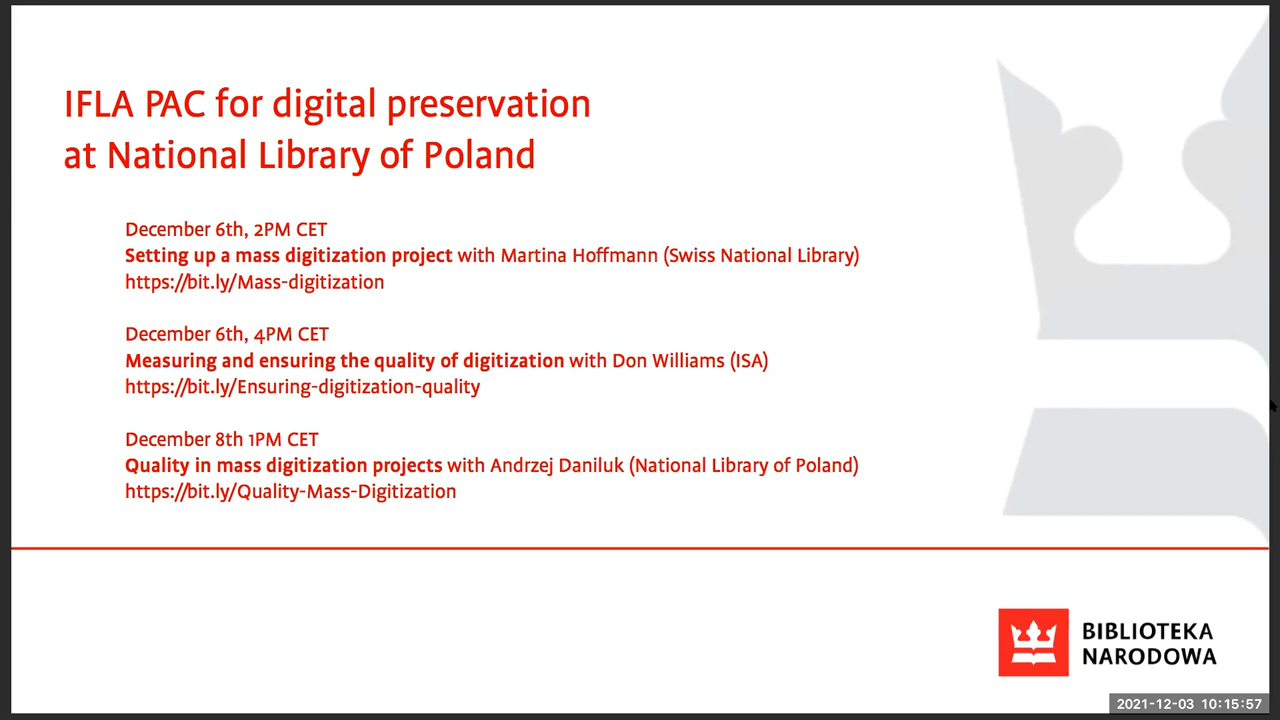 IFLA PAC for digital preservation
at National Library of Poland
December 6th, 2PM CET
Setting up a mass digitization project with Martina Hoffmann (Swiss National Library)
https://bit.ly/Mass-digitization
December 6th, 4PM CET
Measuring and ensuring the quality of digitization with Don Williams (ISA)
https://bit.ly/Ensuring-digitization-quality
December 8th 1PM CET
Quality in mass digitization projects with Andrzej Daniluk (National Library of Poland)
https://bit.ly/Quality-Mass-Digitization
BIBLIOTEKA
NARODOWA
2021-12-03 10:15:57